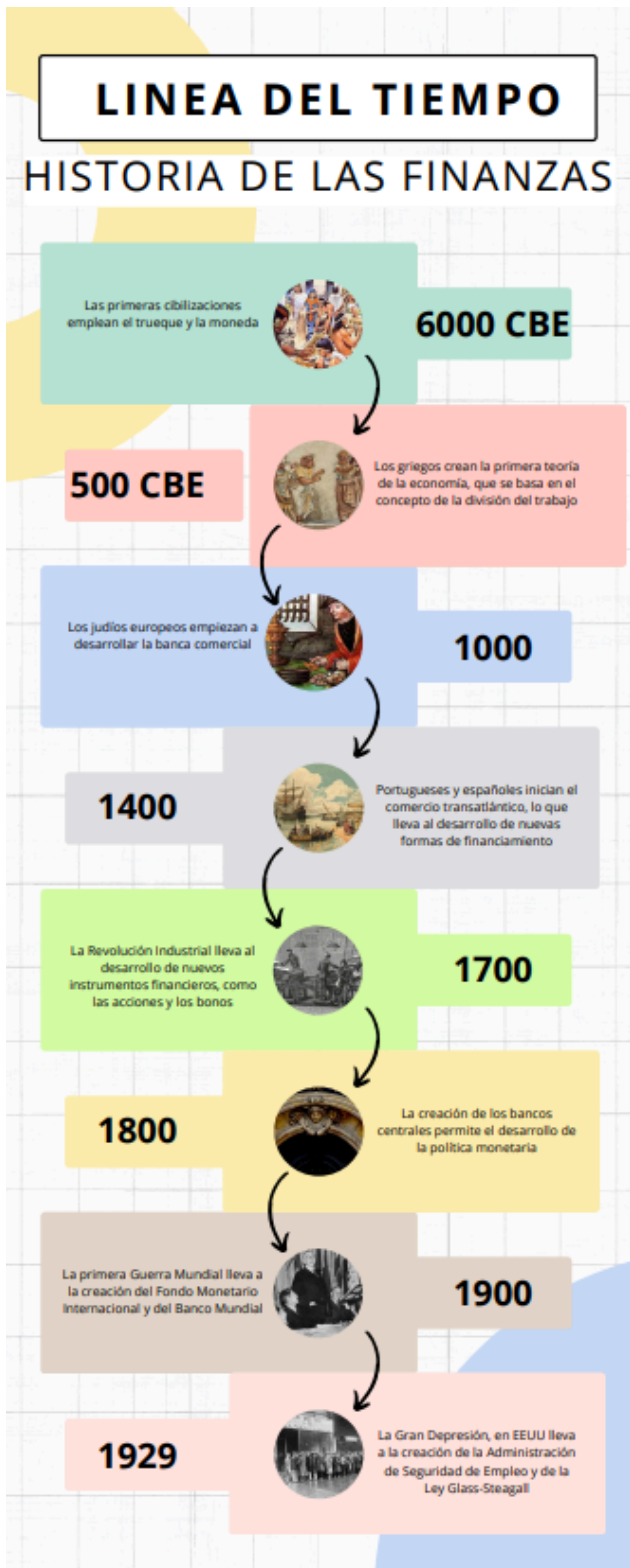 LINEA DEL TIEMPO
HISTORIA DE LAS FINANZAS
Las primeras cibilizaciones
emplean el trueque y la moneda
6000 CBE
500 CBE
Los griegos crean la primera teoría
de la economía, que se basa en el
concepto de la división del trabajo
Los judíos europeos empiezan a
desarrollar la banca comercial
1000
1400
Portugueses y españoles inician el
comercio transatlántico, lo que
lleva al desarrollo de nuevas
formas de financiamiento
La Revolución Industrial lleva al
desarrollo de nuevos
instrumentos financieros, como
las acciones y los bonos
1700
1800
La creación de los bancos
centrales permite el desarrollo de
la política monetaria
La primera Guerra Mundial lleva a
la creación del Fondo Monetario
Internacional y del Banco Mundial
1900
1929
La Gran Depresión, en EEUU lleva
a la creación de la Administración
de Seguridad de Empleo y de la
Ley Glass-Steagall